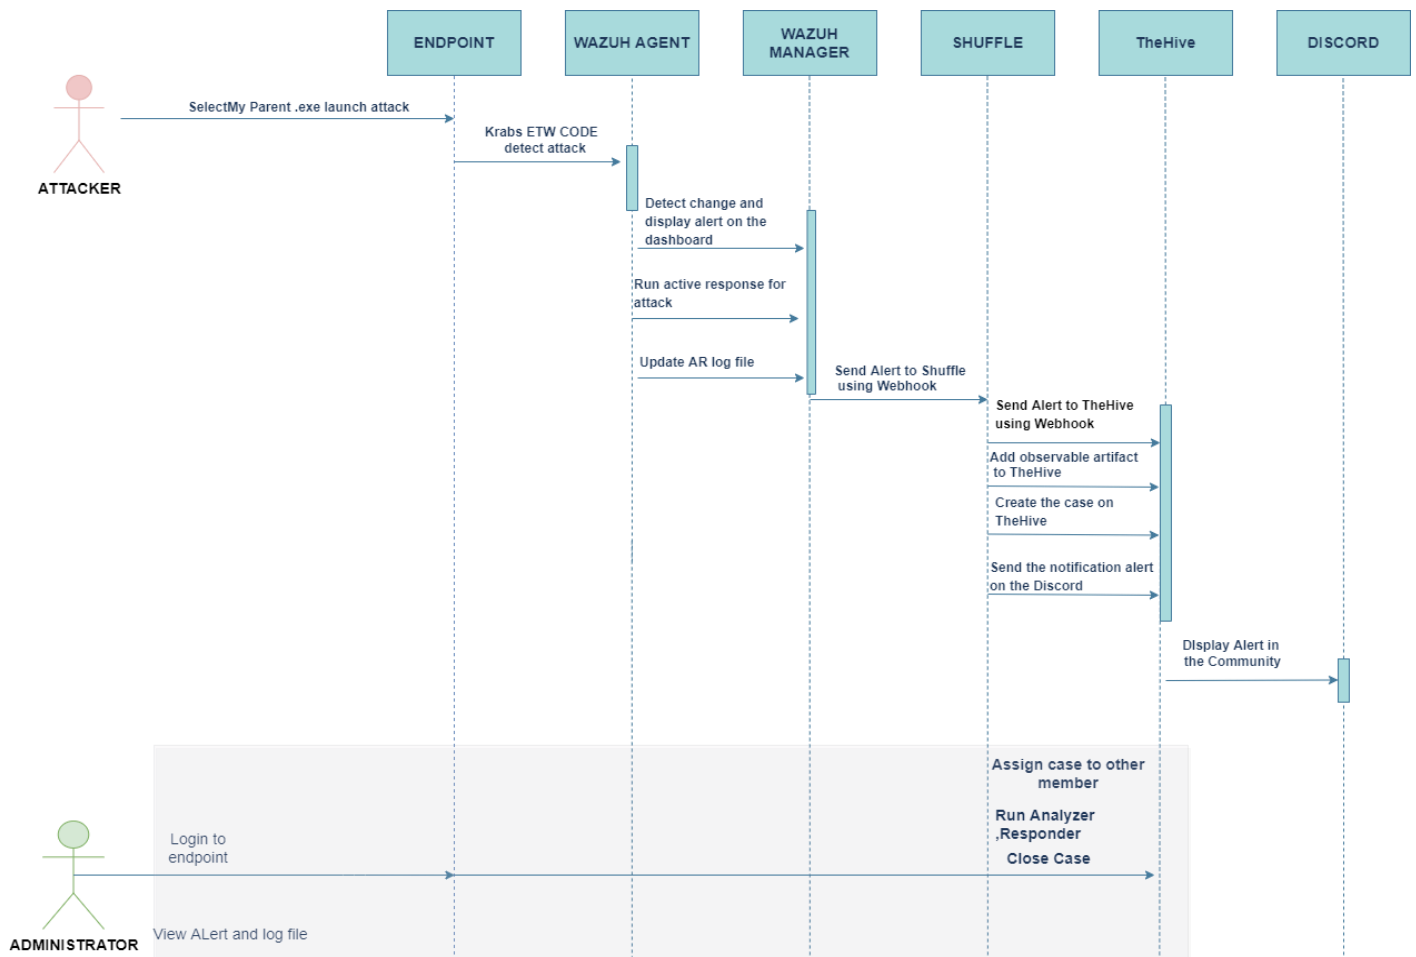 ENDPOINT
WAZUH AGENT
WAZUH
MANAGER
SHUFFLE
TheHive
DISCORD
SelectMy Parent .exe launch attack
ATTACKER
Krabs ETW CODE
detect attack
Detect change and
display alert on the
dashboard
Run active response for
attack
Update AR log file
Send Alert to Shuffle
using Webhook
Send Alert to TheHive
using Webhook
Add observable artifact
to TheHive
Create the case on
TheHive
Send the notification alert
on the Discord
DIsplay Alert in
the Community
Assign case to other
member
Run Analyzer
,Responder
Close Case
Login to
endpoint
ADMINISTRATOR
View ALert and log file